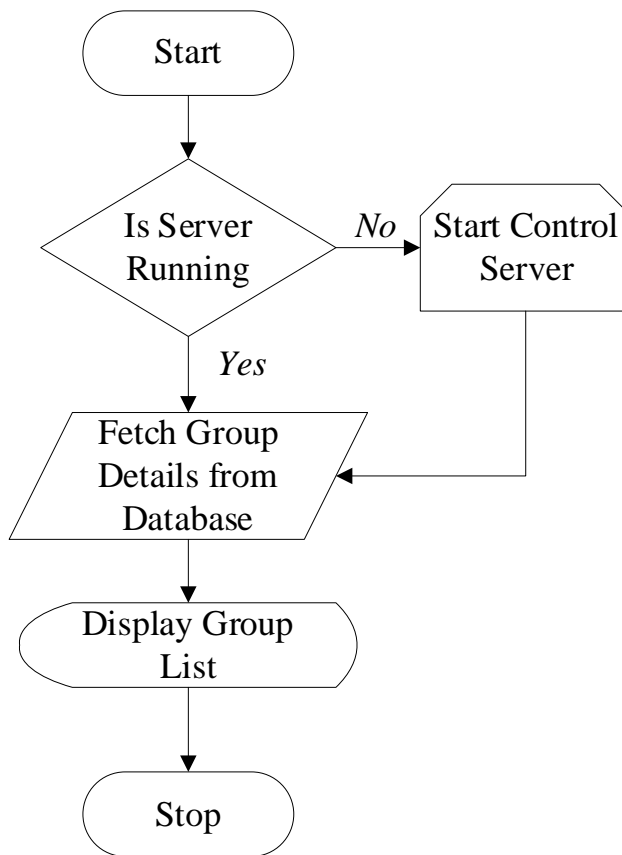 Start
Is Server
Running
No
Start Control
Server
Yes
Fetch Group
Details from
Database
Display Group
List
Stop